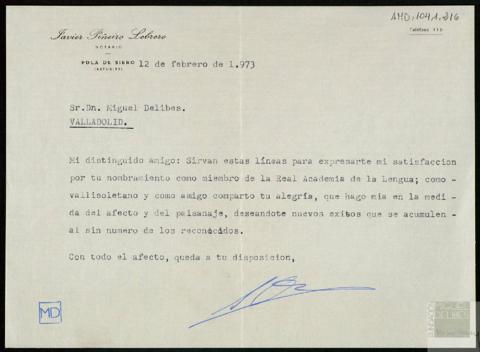 AMD,104,1,216
Javier Piñeiro Lebrero
NOTARIO
Teléfono 119
POLA DE SIERO
(ASTURIAS)
12 de febrero de 1.973
Sr.Dn. Miguel Delibes.
VALLADOLID.
Mi distinguido amigo: Sirvan estas líneas para expresarte mi satisfaccion
por tu nombramiento como miembro de la Real Academia de la Lengua; como -
vallisoletano y como amigo comparto tu alegría, que hago mia en la medi
da del afecto y del paisanaje, deseandote nuevos exitos que se acumulen -
al sin numero de los reconocidos.
Con todo el afecto, queda a tu disposicion,
MD
DELIBES